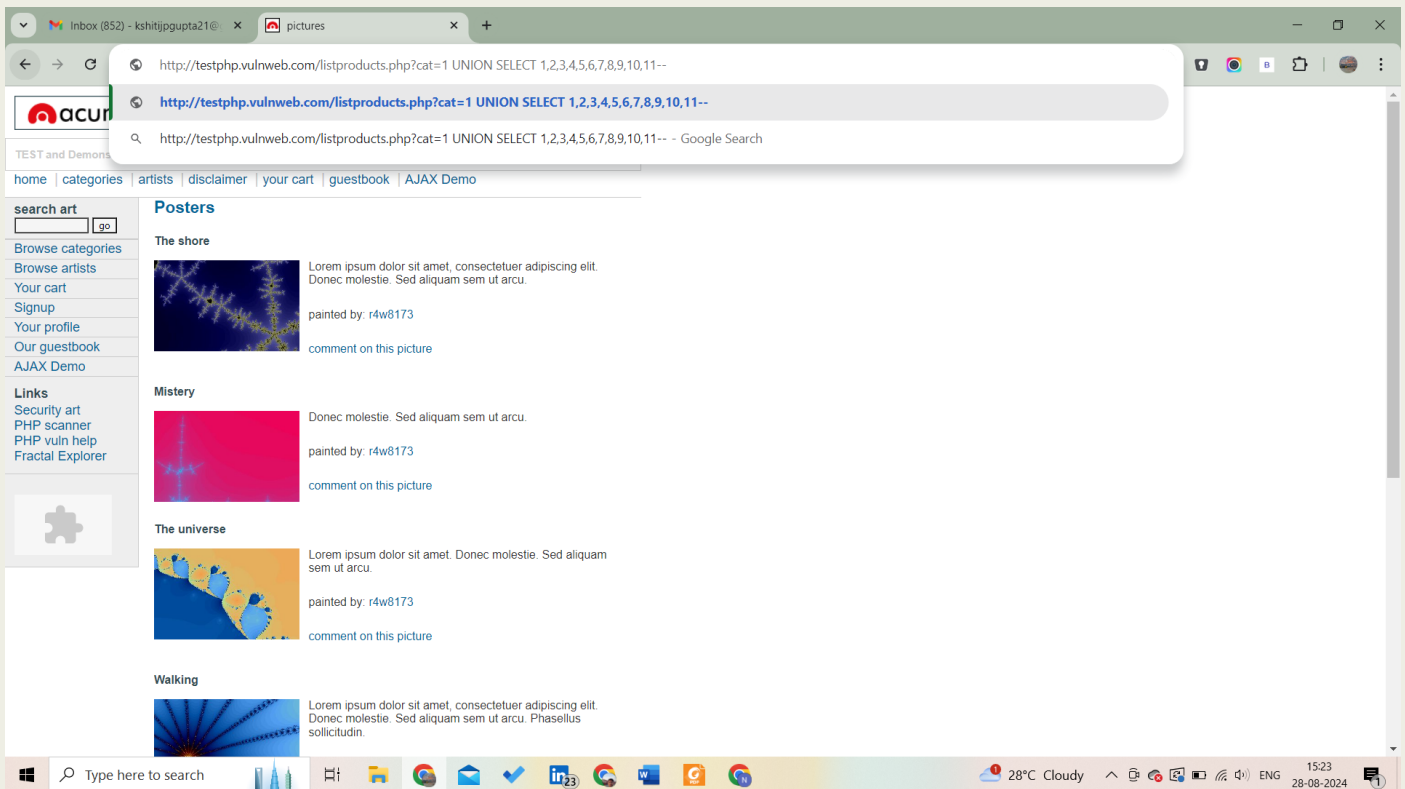 Inbox (852) - kshitijpgupta21@
pictures
http://testphp.vulnweb.com/listproducts.php?cat=1 UNION SELECT 1,2,3,4,5,6,7,8,9,10,11--
http://testphp.vulnweb.com/listproducts.php?cat=1 UNION SELECT 1,2,3,4,5,6,7,8,9,10,11--
http://testphp.vulnweb.com/listproducts.php?cat=1 UNION SELECT 1,2,3,4,5,6,7,8,9,10,11-- - Google Search
B
acu
TEST and Demons
home | categories | artists | disclaimer | your cart | guestbook | AJAX Demo
search art
go
Browse categories
Browse artists
Your cart
Signup
Your profile
Our guestbook
AJAX Demo
Links
Security art
PHP scanner
PHP vuln help
Fractal Explorer
Posters
The shore
Lorem ipsum dolor sit amet, consectetuer adipiscing elit.
Donec molestie. Sed aliquam sem ut arcu.
painted by: r4w8173
comment on this picture
Mistery
Donec molestie. Sed aliquam sem ut arcu.
painted by: r4w8173
comment on this picture
The universe
Lorem ipsum dolor sit amet. Donec molestie. Sed aliquam
sem ut arcu.
painted by: r4w8173
comment on this picture
Walking
Lorem ipsum dolor sit amet, consectetuer adipiscing elit.
Donec molestie. Sed aliquam sem ut arcu. Phasellus
sollicitudin.
Type here to search
in 23
W
N
28°C Cloudy
ENG
15:23
28-08-2024
1